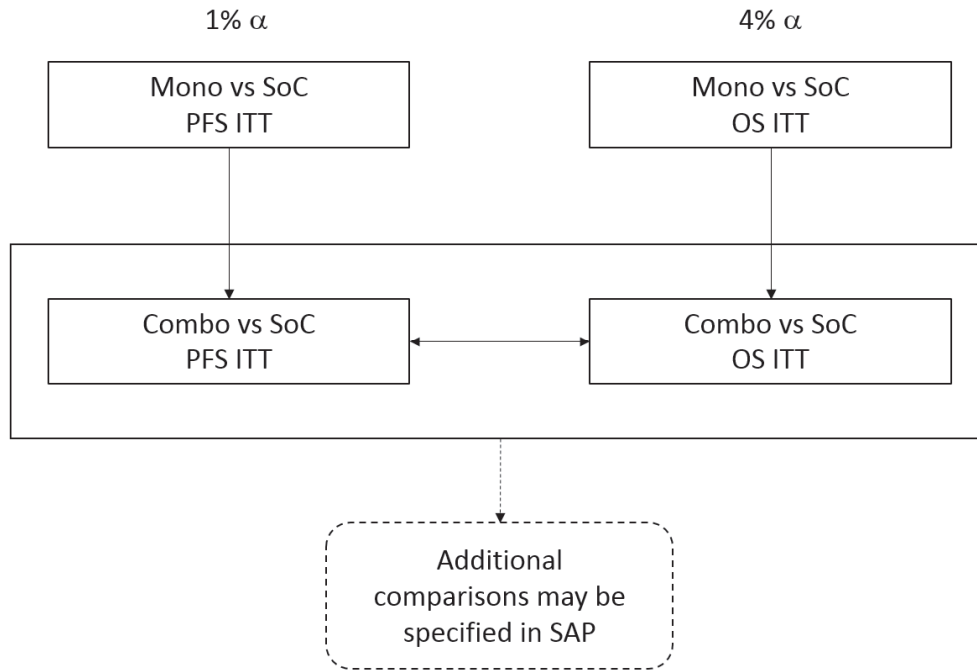 1% α
4% α
Mono vs SoC
PFS ITT
Mono vs SoC
OS ITT
Combo vs SoC
PFS ITT
Combo vs SoC
OS ITT
Additional
comparisons may be
specified in SAP